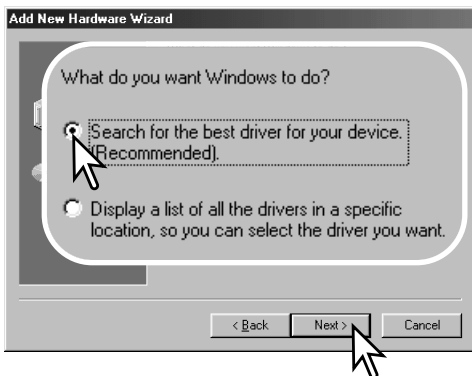 Add New Hardware Wizard
What do you want Windows to do?
Search for the best driver for your device.
(Recommended).
Display a list of all the drivers in a specific
location, so you can select the driver you want.
< Back
Next >
Cancel